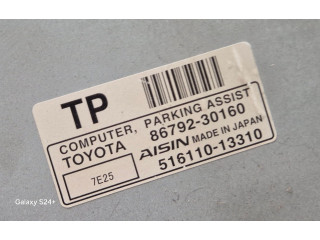 TP
COMPUTER, PARKING ASSIST
TOYOTA 86792-30160
AISIN MADE IN JAPAN
7E25 516110-13310
Galaxy S24+